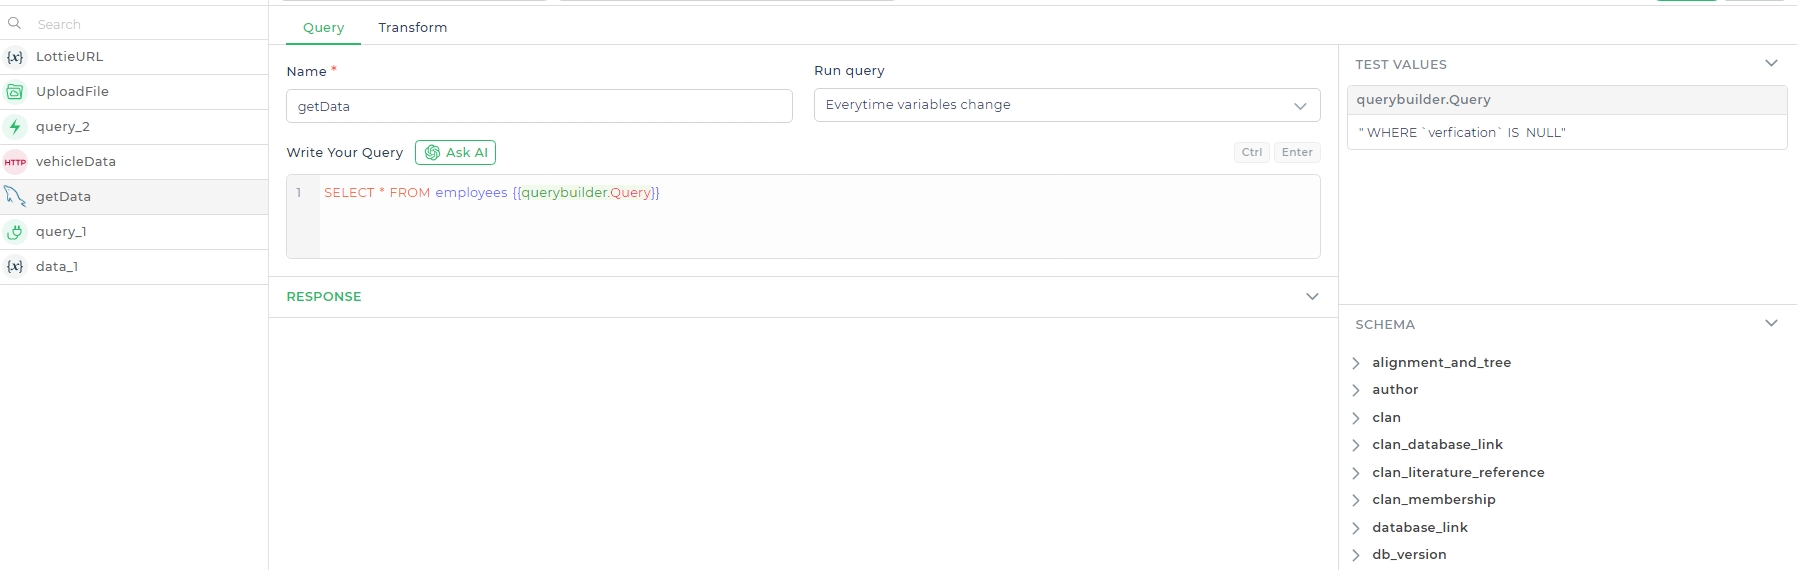 Search
{x} LottieURL
UploadFile
query_2
HTTP vehicleData
getData
query_1
{x} data_1
Query Transform
Name *
getData
Run query
Everytime variables change
Write Your Query Ask AI Ctrl Enter
1 SELECT * FROM employees {{querybuilder.Query}}
RESPONSE
TEST VALUES
querybuilder.Query
" WHERE `verfication` IS NULL"
SCHEMA
alignment_and_tree
author
clan
clan_database_link
clan_literature_reference
clan_membership
database_link
db_version